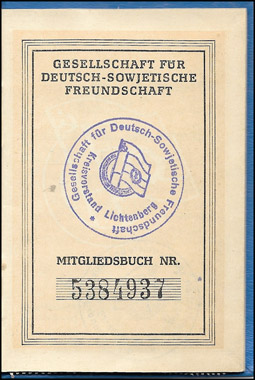 GESELLSCHAFT FÜR
DEUTSCH-SOWJETISCHE
FREUNDSCHAFT
Gesellschaft für Deutsch-Sowjetische Freundschaft
Kreisvorstand Lichtenberg
MITGLIEDSBUCH NR.
5384937